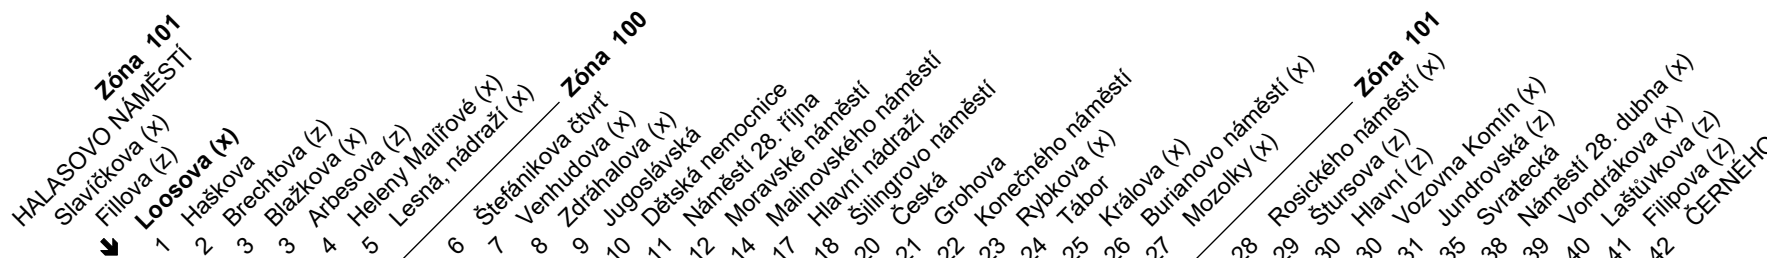 Zóna 101
HALASOVO NÁMĚSTÍ
Slavíčkova (x)
Fillova (z)
Loosova (x)
1 Haškova
2 Brechtova (z)
3 Blažkova (x)
3 Arbesova (z)
4 Heleny Malířové (x)
5 Lesná, nádraží (x)
Zóna 100
6 Štefánikova čtvrť
7 Venhudova (x)
8 Zdráhalova (x)
9 Jugoslávská
10 Dětská nemocnice
11 Náměstí 28. října
12 Moravské náměstí
14 Malinovského náměstí
17 Hlavní nádraží
18 Šilingrovo náměstí
20 Česká
21 Grohova
22 Konečného náměstí
23 Rybkova (x)
24 Tábor
25 Králova (x)
26 Burianovo náměstí (x)
27 Mozolky (x)
Zóna 101
28 Rosického náměstí (x)
29 Štursova (z)
30 Hlavní (z)
30 Vozovna Komín (x)
31 Jundrovská (z)
35 Svratecká
38 Náměstí 28. dubna (x)
39 Vondrákova (x)
40 Laštůvkova (z)
41 Filipova (z)
42 ČERNÉHO